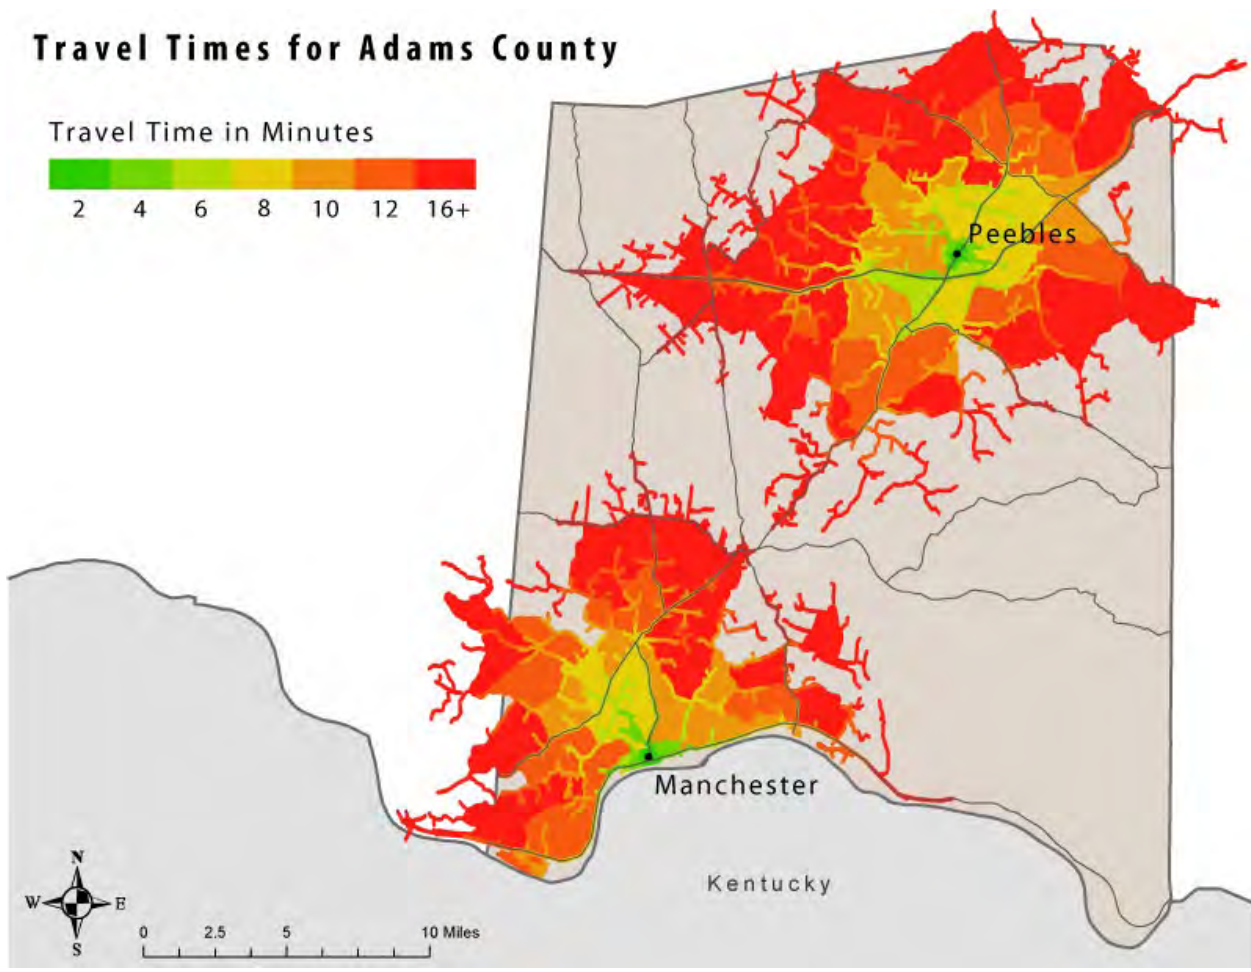 Travel Times for Adams County
Travel Time in Minutes
2 4 6 8 10 12 16+
Peebles
Manchester
Kentucky
N
W E
S
0 2.5 5 10 Miles